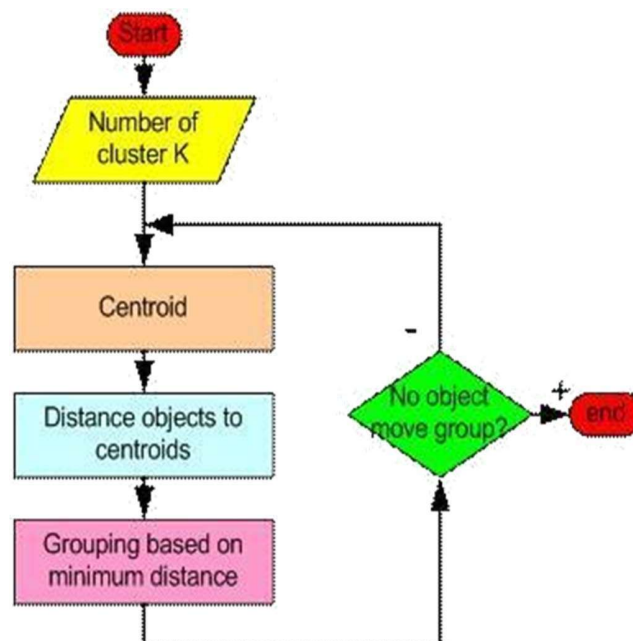 Start
Number of
cluster K
Centroid
Distance objects to
centroids
Grouping based on
minimum distance
-
No object
move group?
+
end